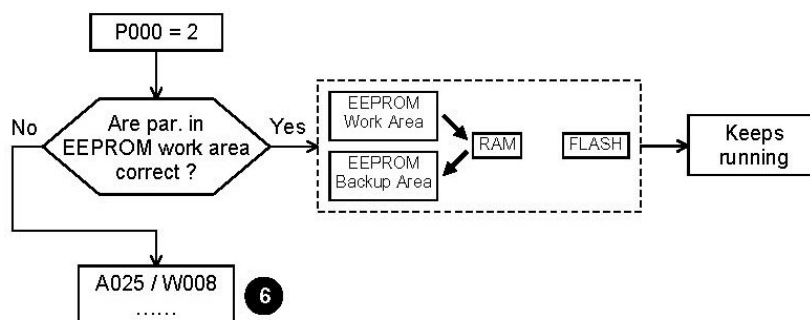 P000 = 2
No
Are par. in
EEPROM work area
correct ?
Yes
EEPROM
Work Area
EEPROM
Backup Area
RAM
FLASH
Keeps
running
A025 / W008
......
6